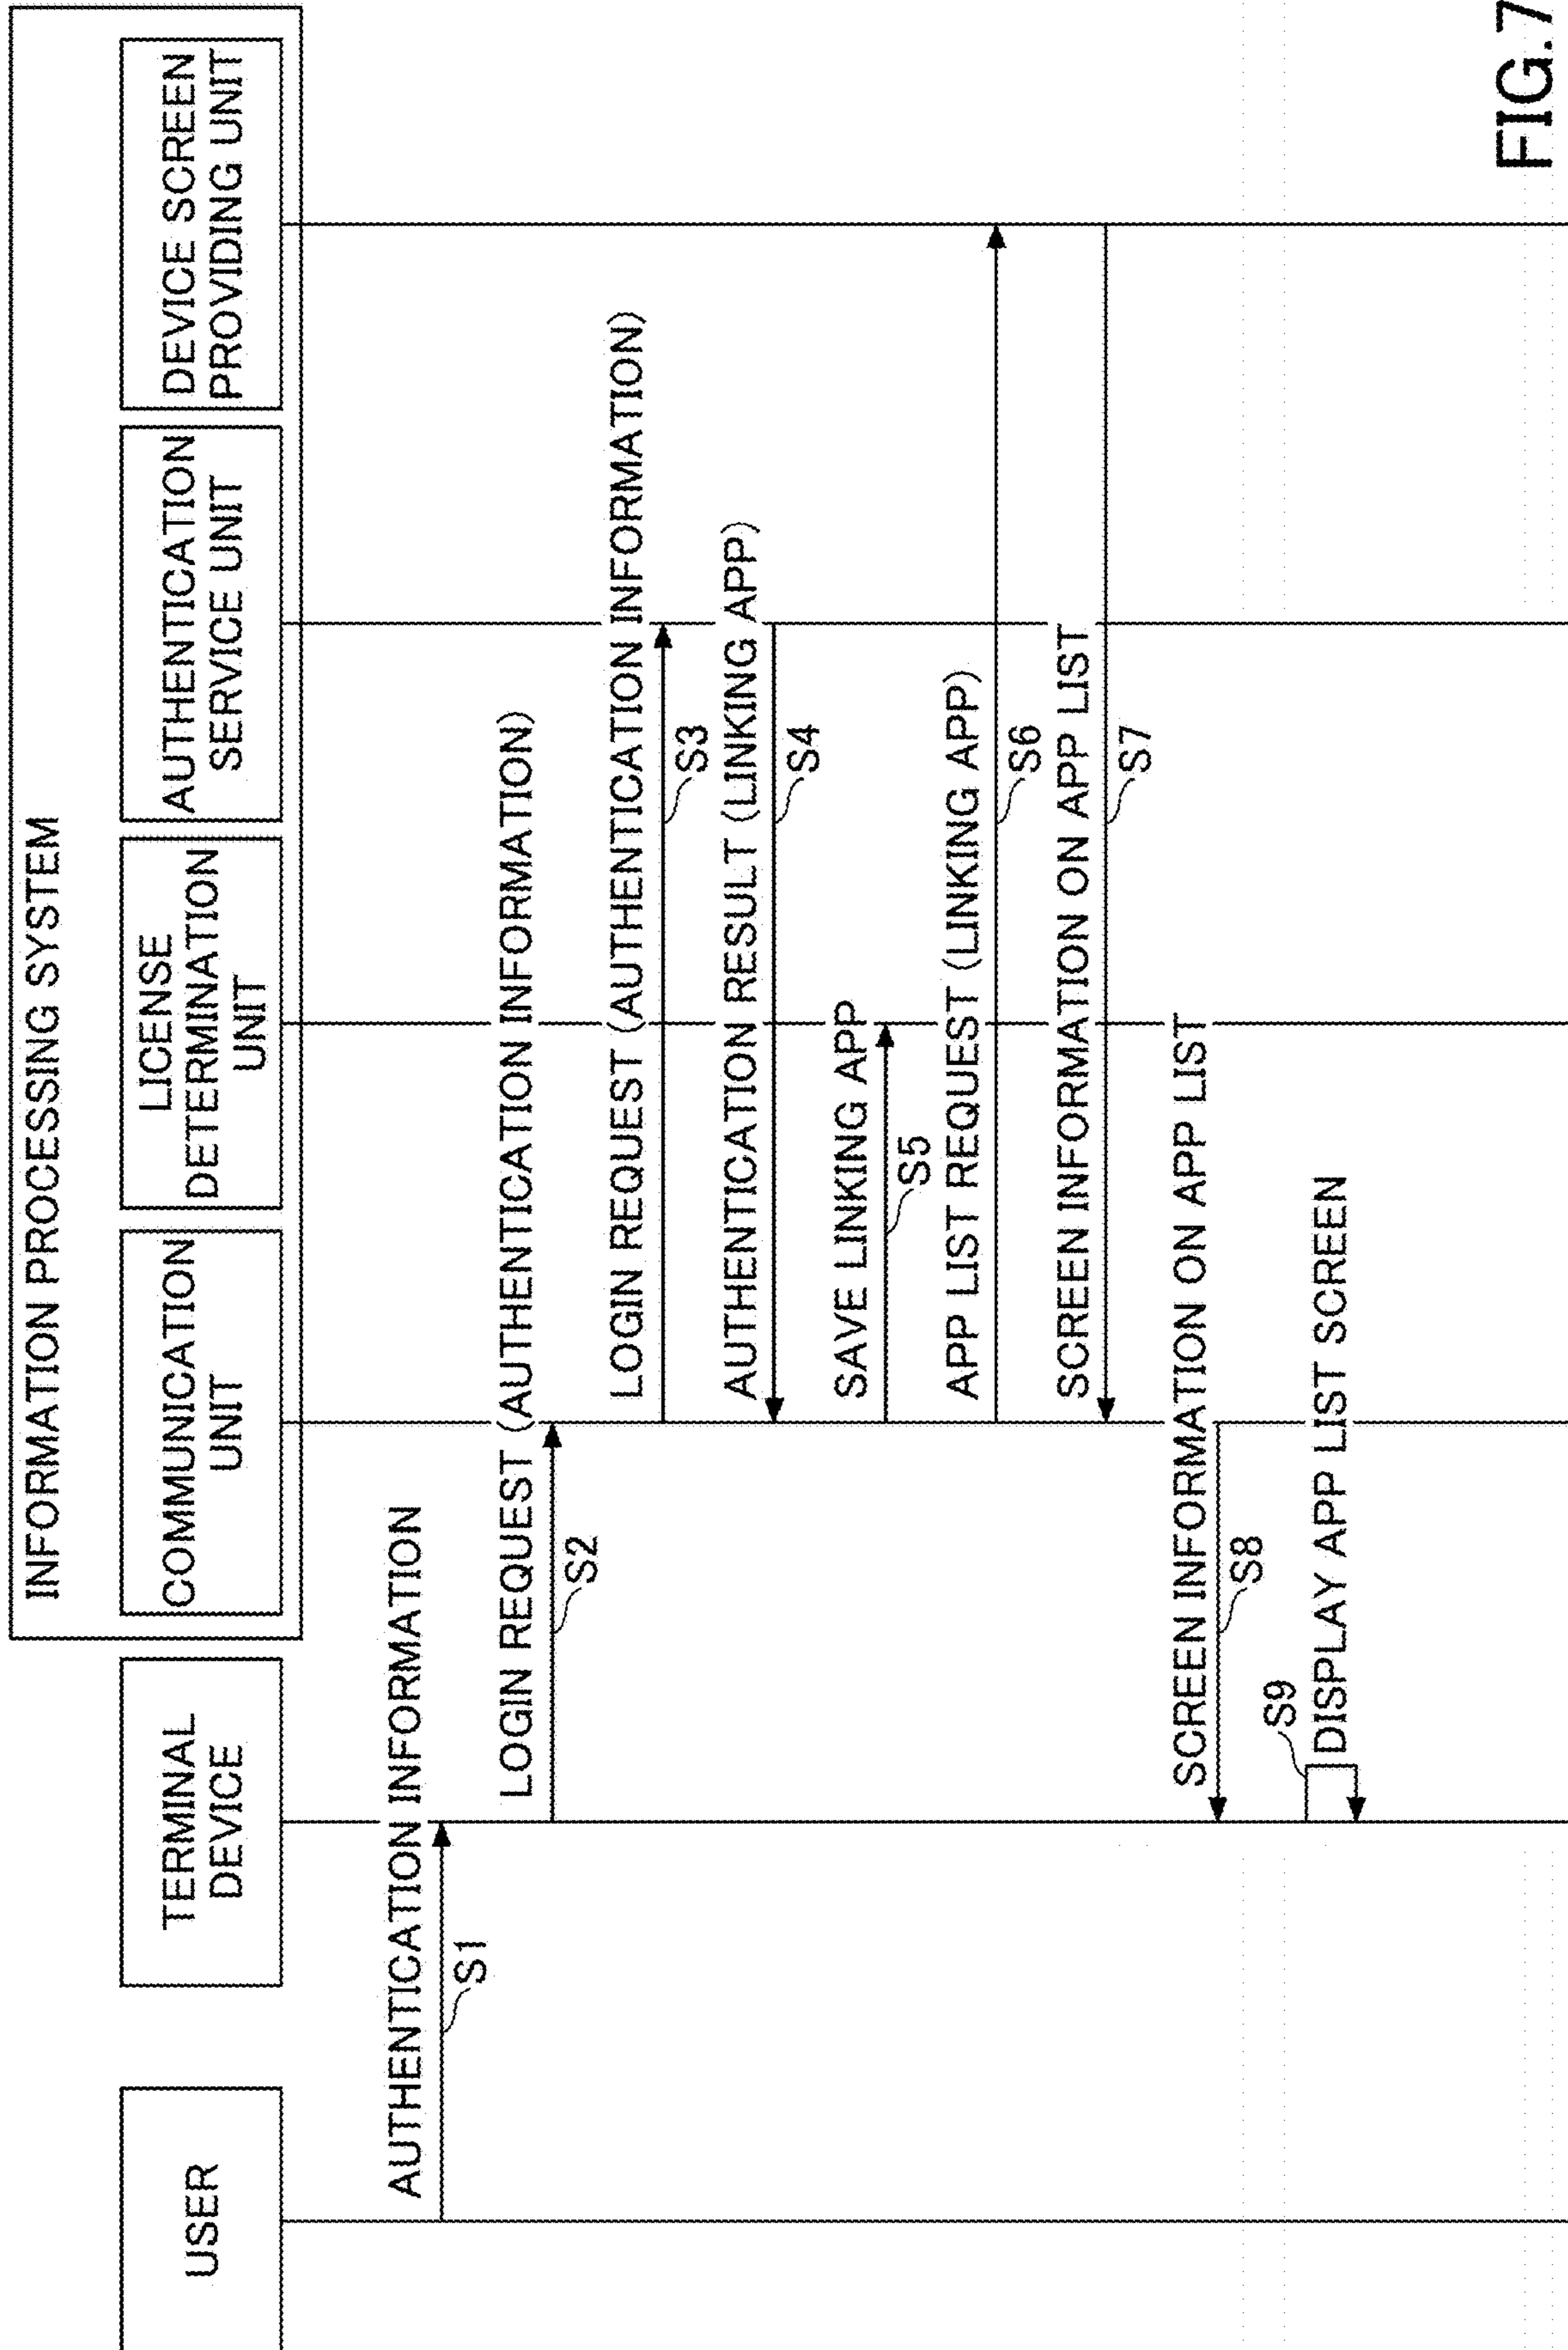 INFORMATION PROCESSING SYSTEM
USER
TERMINAL
DEVICE
COMMUNICATION
UNIT
LICENSE
DETERMINATION
UNIT
AUTHENTICATION
SERVICE UNIT
DEVICE SCREEN
PROVIDING UNIT
AUTHENTICATION INFORMATION
S1
LOGIN REQUEST (AUTHENTICATION INFORMATION)
S2
LOGIN REQUEST (AUTHENTICATION INFORMATION)
S3
AUTHENTICATION RESULT (LINKING APP)
S4
SAVE LINKING APP
S5
APP LIST REQUEST (LINKING APP)
S6
SCREEN INFORMATION ON APP LIST
S7
SCREEN INFORMATION ON APP LIST
S8
S9
DISPLAY APP LIST SCREEN
FIG.7